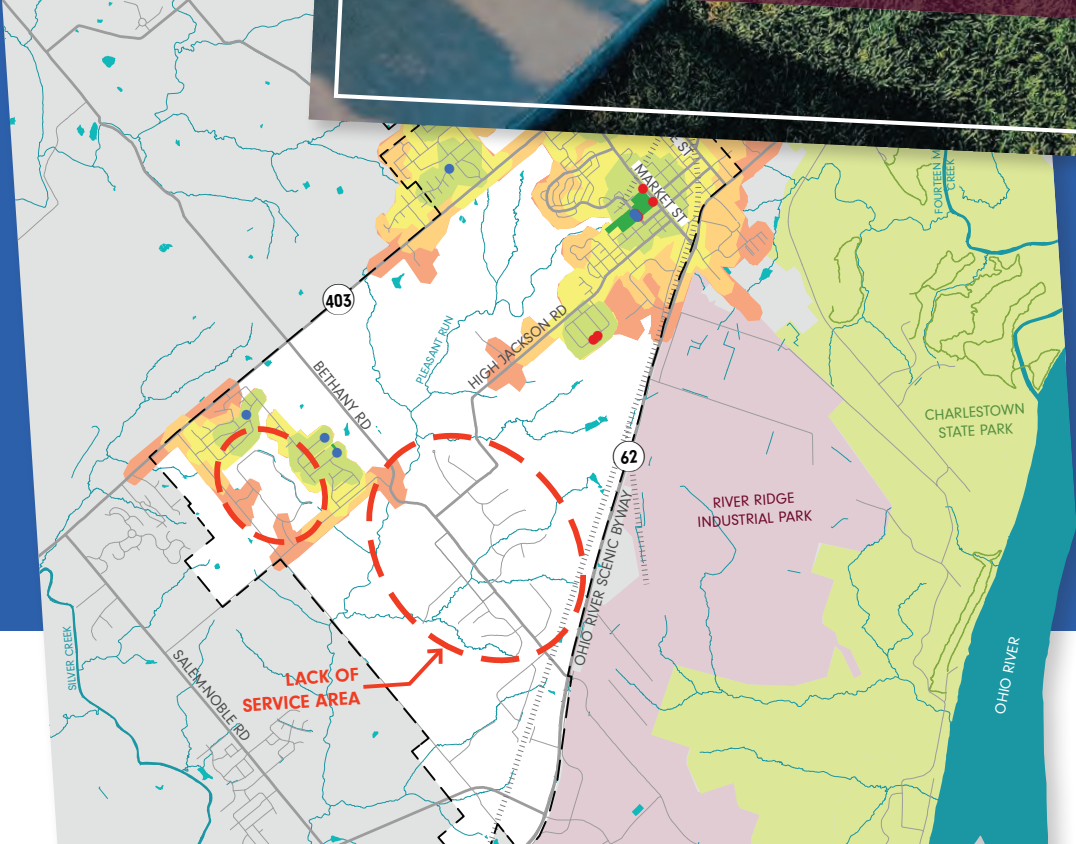 MARKET ST
FOURTEEN M
CREEK
403
PLEASANT RUN
HIGH JACKSON RD
BETHANY RD
CHARLESTOWN
STATE PARK
62
RIVER RIDGE
INDUSTRIAL PARK
OHIO RIVER SCENIC BYWAY
SILVER CREEK
SALEM-NOBLE RD
LACK OF
SERVICE AREA
OHIO RIVER